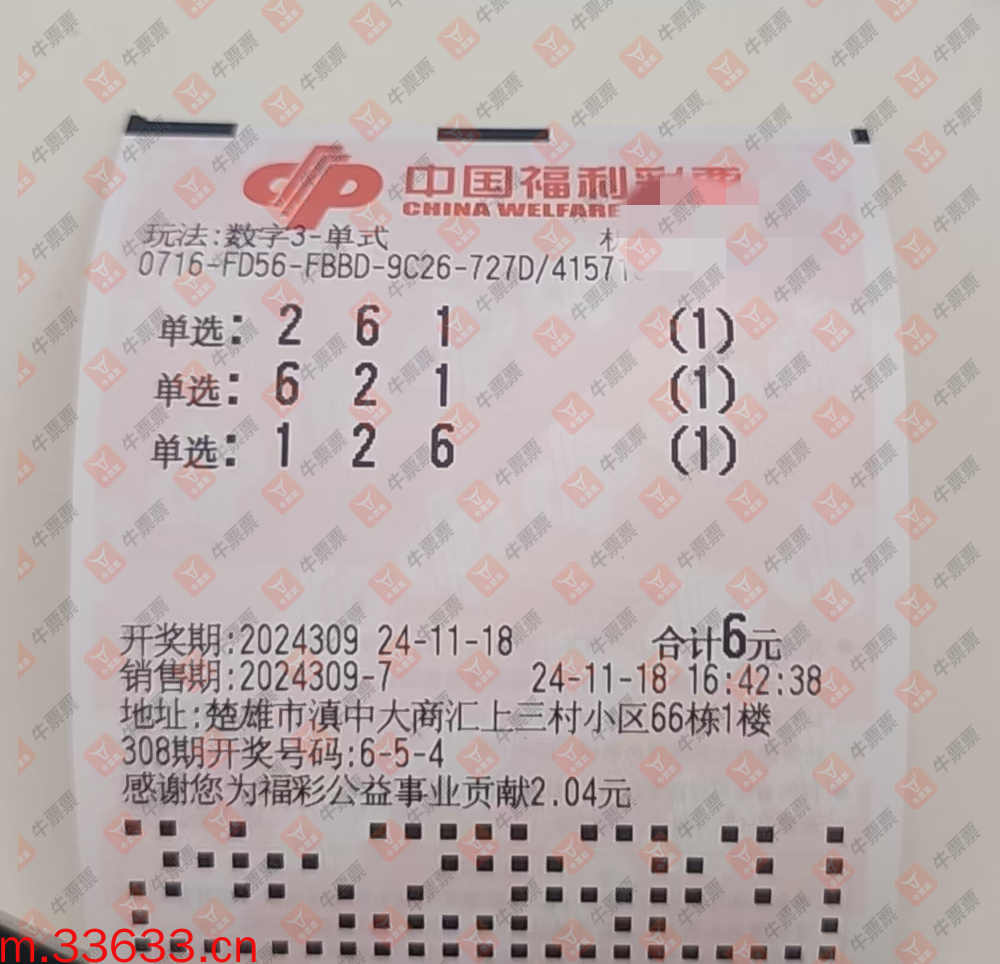 中国福利彩票
CHINA WELFARE
玩法:数字3-单式
0716-FD56-FBBD-9C26-727D/41571
单选: 2 6 1 (1)
单选: 6 2 1 (1)
单选: 1 2 6 (1)
开奖期:2024309 24-11-18 合计6元
销售期:2024309-7 24-11-18 16:42:38
地址:楚雄市滇中大商汇上三村小区66栋1楼
308期开奖号码:6-5-4
感谢您为福彩公益事业贡献2.04元
m.33633.cn
牛票票